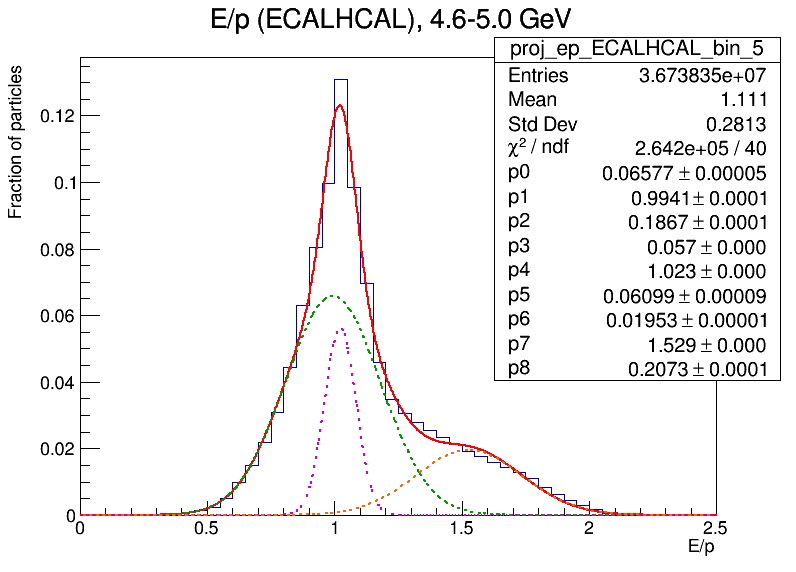 E/p (ECALHCAL), 4.6-5.0 GeV
proj_ep_ECALHCAL_bin_5
Entries 3.673835e+07
Mean 1.111
Std Dev 0.2813
χ² / ndf 2.642e+05 / 40
p0 0.06577 ± 0.00005
p1 0.9941 ± 0.0001
p2 0.1867 ± 0.0001
p3 0.057 ± 0.000
p4 1.023 ± 0.000
p5 0.06099 ± 0.00009
p6 0.01953 ± 0.00001
p7 1.529 ± 0.000
p8 0.2073 ± 0.0001
Fraction of particles
0.12
0.1
0.08
0.06
0.04
0.02
0
0 0.5 1 1.5 2 2.5
E/p